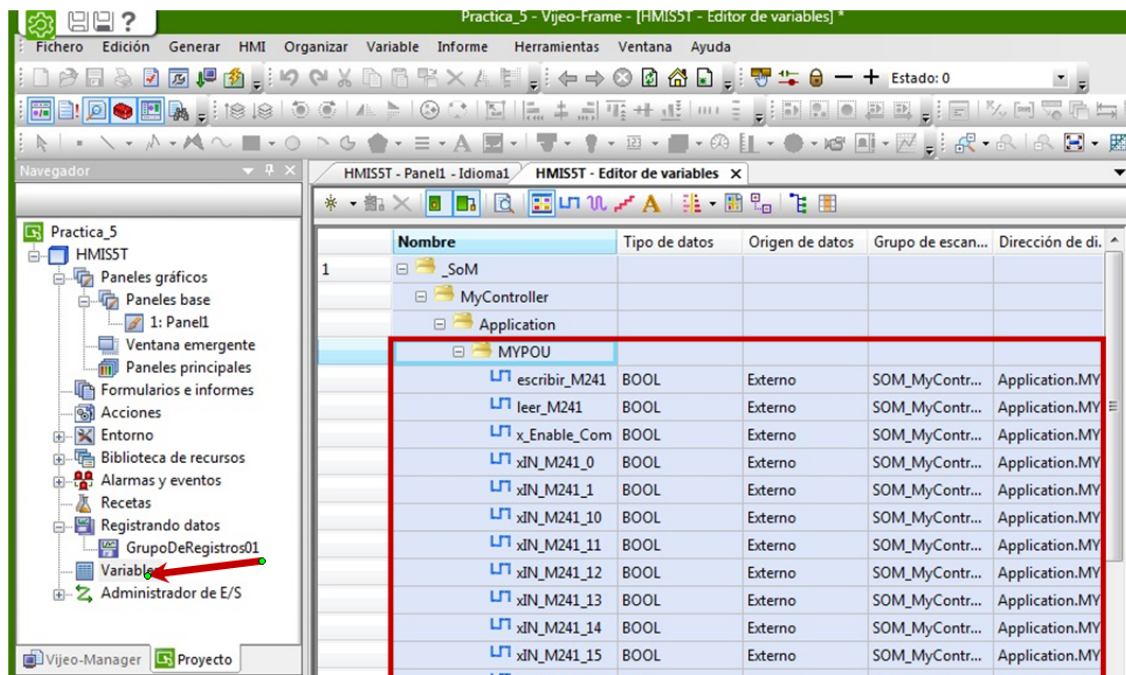 Practica_5 - Vijeo-Frame - [HMIS5T - Editor de variables] *
Fichero Edición Generar HMI Organizar Variable Informe Herramientas Ventana Ayuda
Estado: 0
Navegador
HMIS5T - Panel1 - Idioma1 HMIS5T - Editor de variables X
Practica_5
HMIS5T
Paneles gráficos
Paneles base
1: Panel1
Ventana emergente
Paneles principales
Formularios e informes
Acciones
Entorno
Biblioteca de recursos
Alarmas y eventos
Recetas
Registrando datos
GrupoDeRegistros01
Variables
Administrador de E/S
Vijeo-Manager Proyecto
Nombre Tipo de datos Origen de datos Grupo de escan... Dirección de di.
1 _SoM
MyController
Application
MYPOU
escribir_M241 BOOL Externo SOM_MyContr... Application.MY
leer_M241 BOOL Externo SOM_MyContr... Application.MY
x_Enable_Com BOOL Externo SOM_MyContr... Application.MY
xIN_M241_0 BOOL Externo SOM_MyContr... Application.MY
xIN_M241_1 BOOL Externo SOM_MyContr... Application.MY
xIN_M241_10 BOOL Externo SOM_MyContr... Application.MY
xIN_M241_11 BOOL Externo SOM_MyContr... Application.MY
xIN_M241_12 BOOL Externo SOM_MyContr... Application.MY
xIN_M241_13 BOOL Externo SOM_MyContr... Application.MY
xIN_M241_14 BOOL Externo SOM_MyContr... Application.MY
xIN_M241_15 BOOL Externo SOM_MyContr... Application.MY